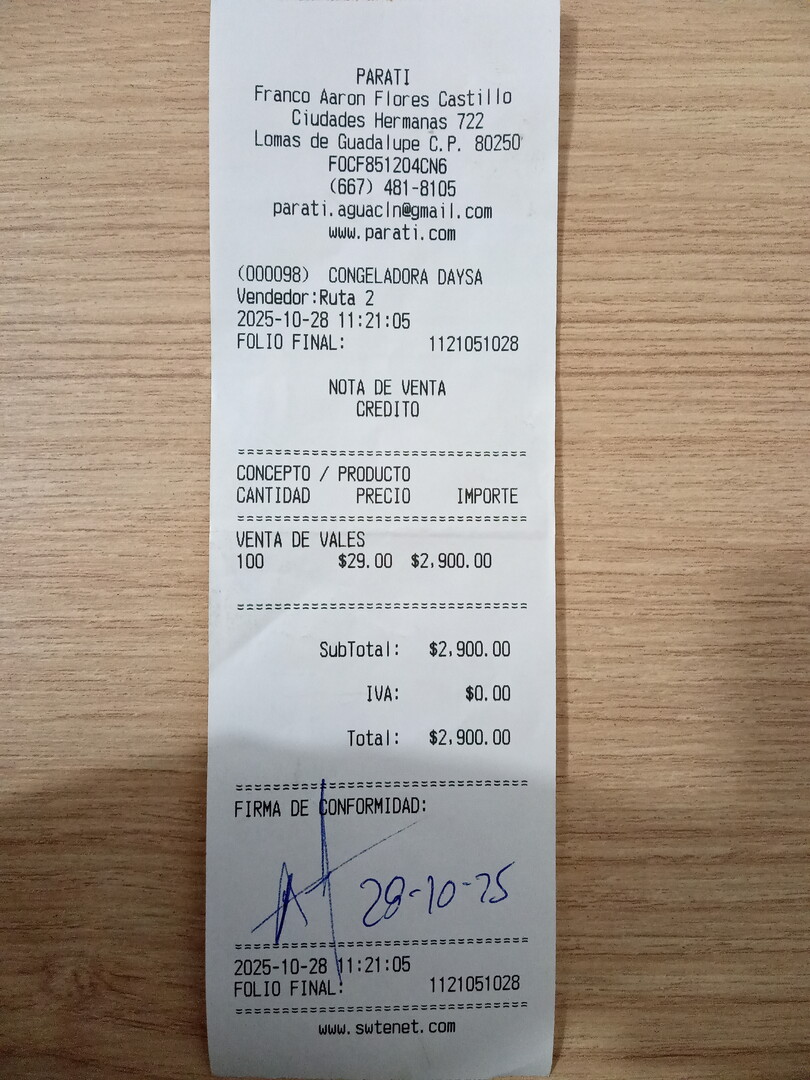 PARATI
Franco Aaron Flores Castillo
Ciudades Hermanas 722
Lomas de Guadalupe C.P. 80250
FOCF851204CN6
(667) 481-8105
parati.aguacln@gmail.com
www.parati.com
(000098) CONGELADORA DAYSA
Vendedor:Ruta 2
2025-10-28 11:21:05
FOLIO FINAL: 1121051028
NOTA DE VENTA
CREDITO
CONCEPTO / PRODUCTO
CANTIDAD PRECIO IMPORTE
VENTA DE VALES
100 $29.00 $2,900.00
SubTotal: $2,900.00
IVA: $0.00
Total: $2,900.00
FIRMA DE CONFORMIDAD:
28-10-25
2025-10-28 11:21:05
FOLIO FINAL: 1121051028
www.swtenet.com